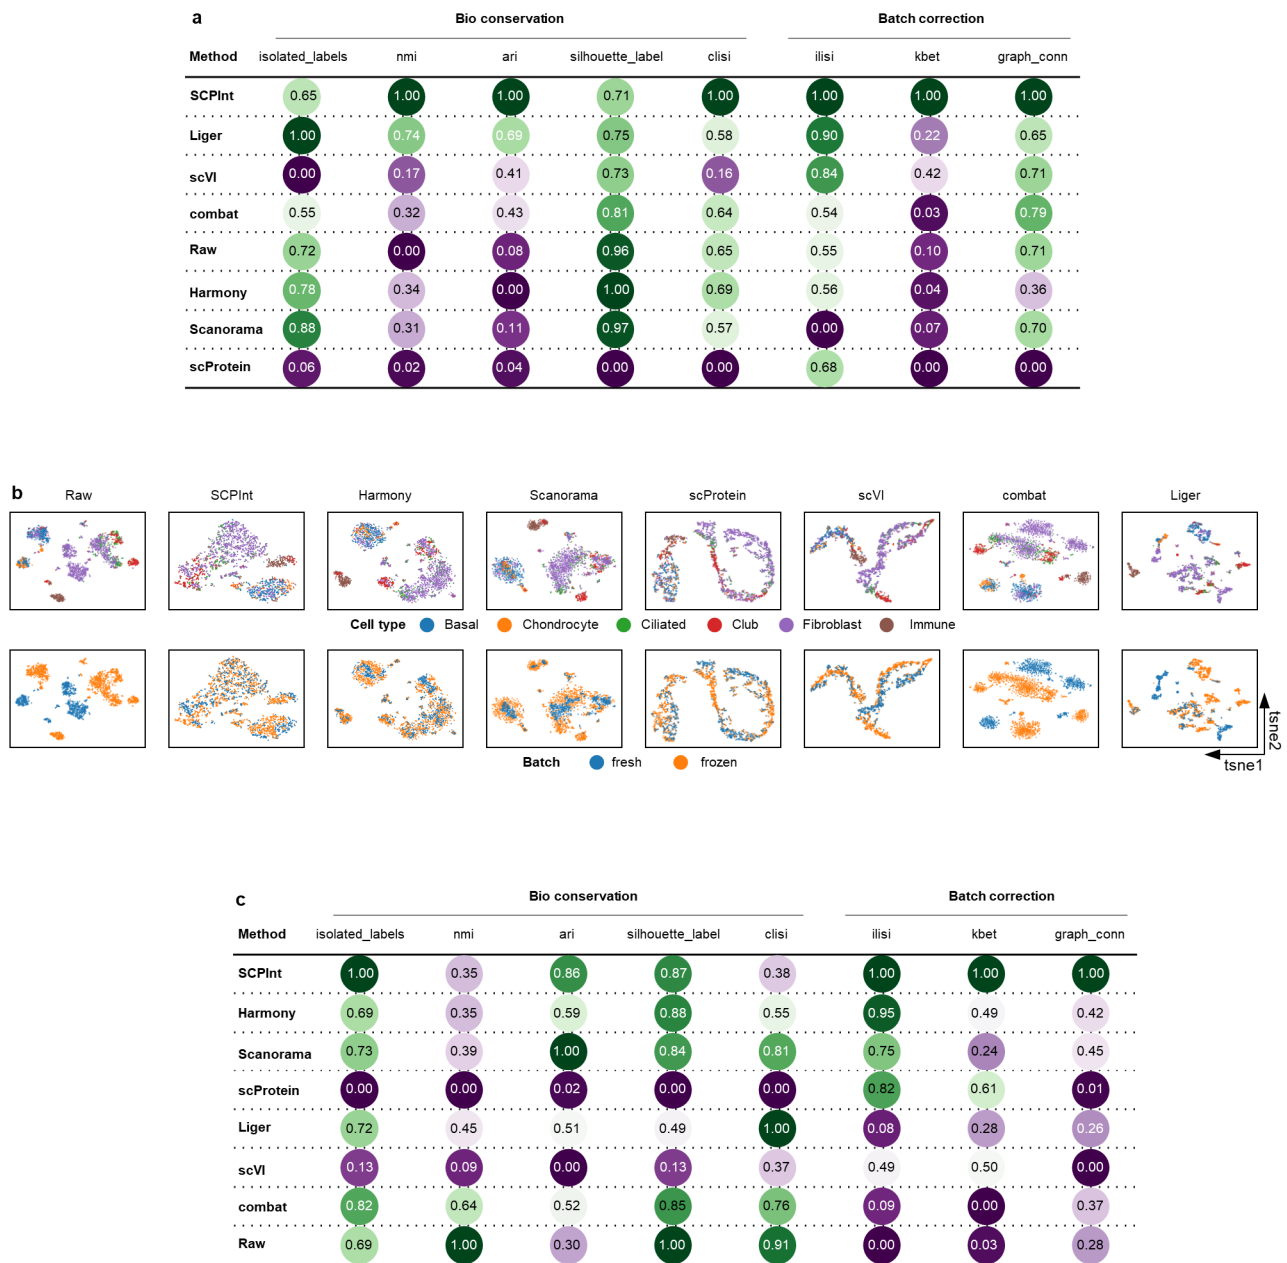 a
Bio conservation Batch correction
Method isolated_labels nmi ari silhouette_label clisi ilisi kbet graph_conn
SCPInt 0.65 1.00 1.00 0.71 1.00 1.00 1.00 1.00
Liger 1.00 0.74 0.69 0.75 0.58 0.90 0.22 0.65
scVI 0.00 0.17 0.41 0.73 0.16 0.84 0.42 0.71
combat 0.55 0.32 0.43 0.81 0.64 0.54 0.03 0.79
Raw 0.72 0.00 0.08 0.96 0.65 0.55 0.10 0.71
Harmony 0.78 0.34 0.00 1.00 0.69 0.56 0.04 0.36
Scanorama 0.88 0.31 0.11 0.97 0.57 0.00 0.07 0.70
scProtein 0.06 0.02 0.04 0.00 0.00 0.68 0.00 0.00
b
Raw SCPInt Harmony Scanorama scProtein scVI combat Liger
Cell type Basal Chondrocyte Ciliated Club Fibroblast Immune
Batch fresh frozen
tsne1
tsne2
c
Bio conservation Batch correction
Method isolated_labels nmi ari silhouette_label clisi ilisi kbet graph_conn
SCPInt 1.00 0.35 0.86 0.87 0.38 1.00 1.00 1.00
Harmony 0.69 0.35 0.59 0.88 0.55 0.95 0.49 0.42
Scanorama 0.73 0.39 1.00 0.84 0.81 0.75 0.24 0.45
scProtein 0.00 0.00 0.02 0.00 0.00 0.82 0.61 0.01
Liger 0.72 0.45 0.51 0.49 1.00 0.08 0.28 0.26
scVI 0.13 0.09 0.00 0.13 0.37 0.49 0.50 0.00
combat 0.82 0.64 0.52 0.85 0.76 0.09 0.00 0.37
Raw 0.69 1.00 0.30 1.00 0.91 0.00 0.03 0.28